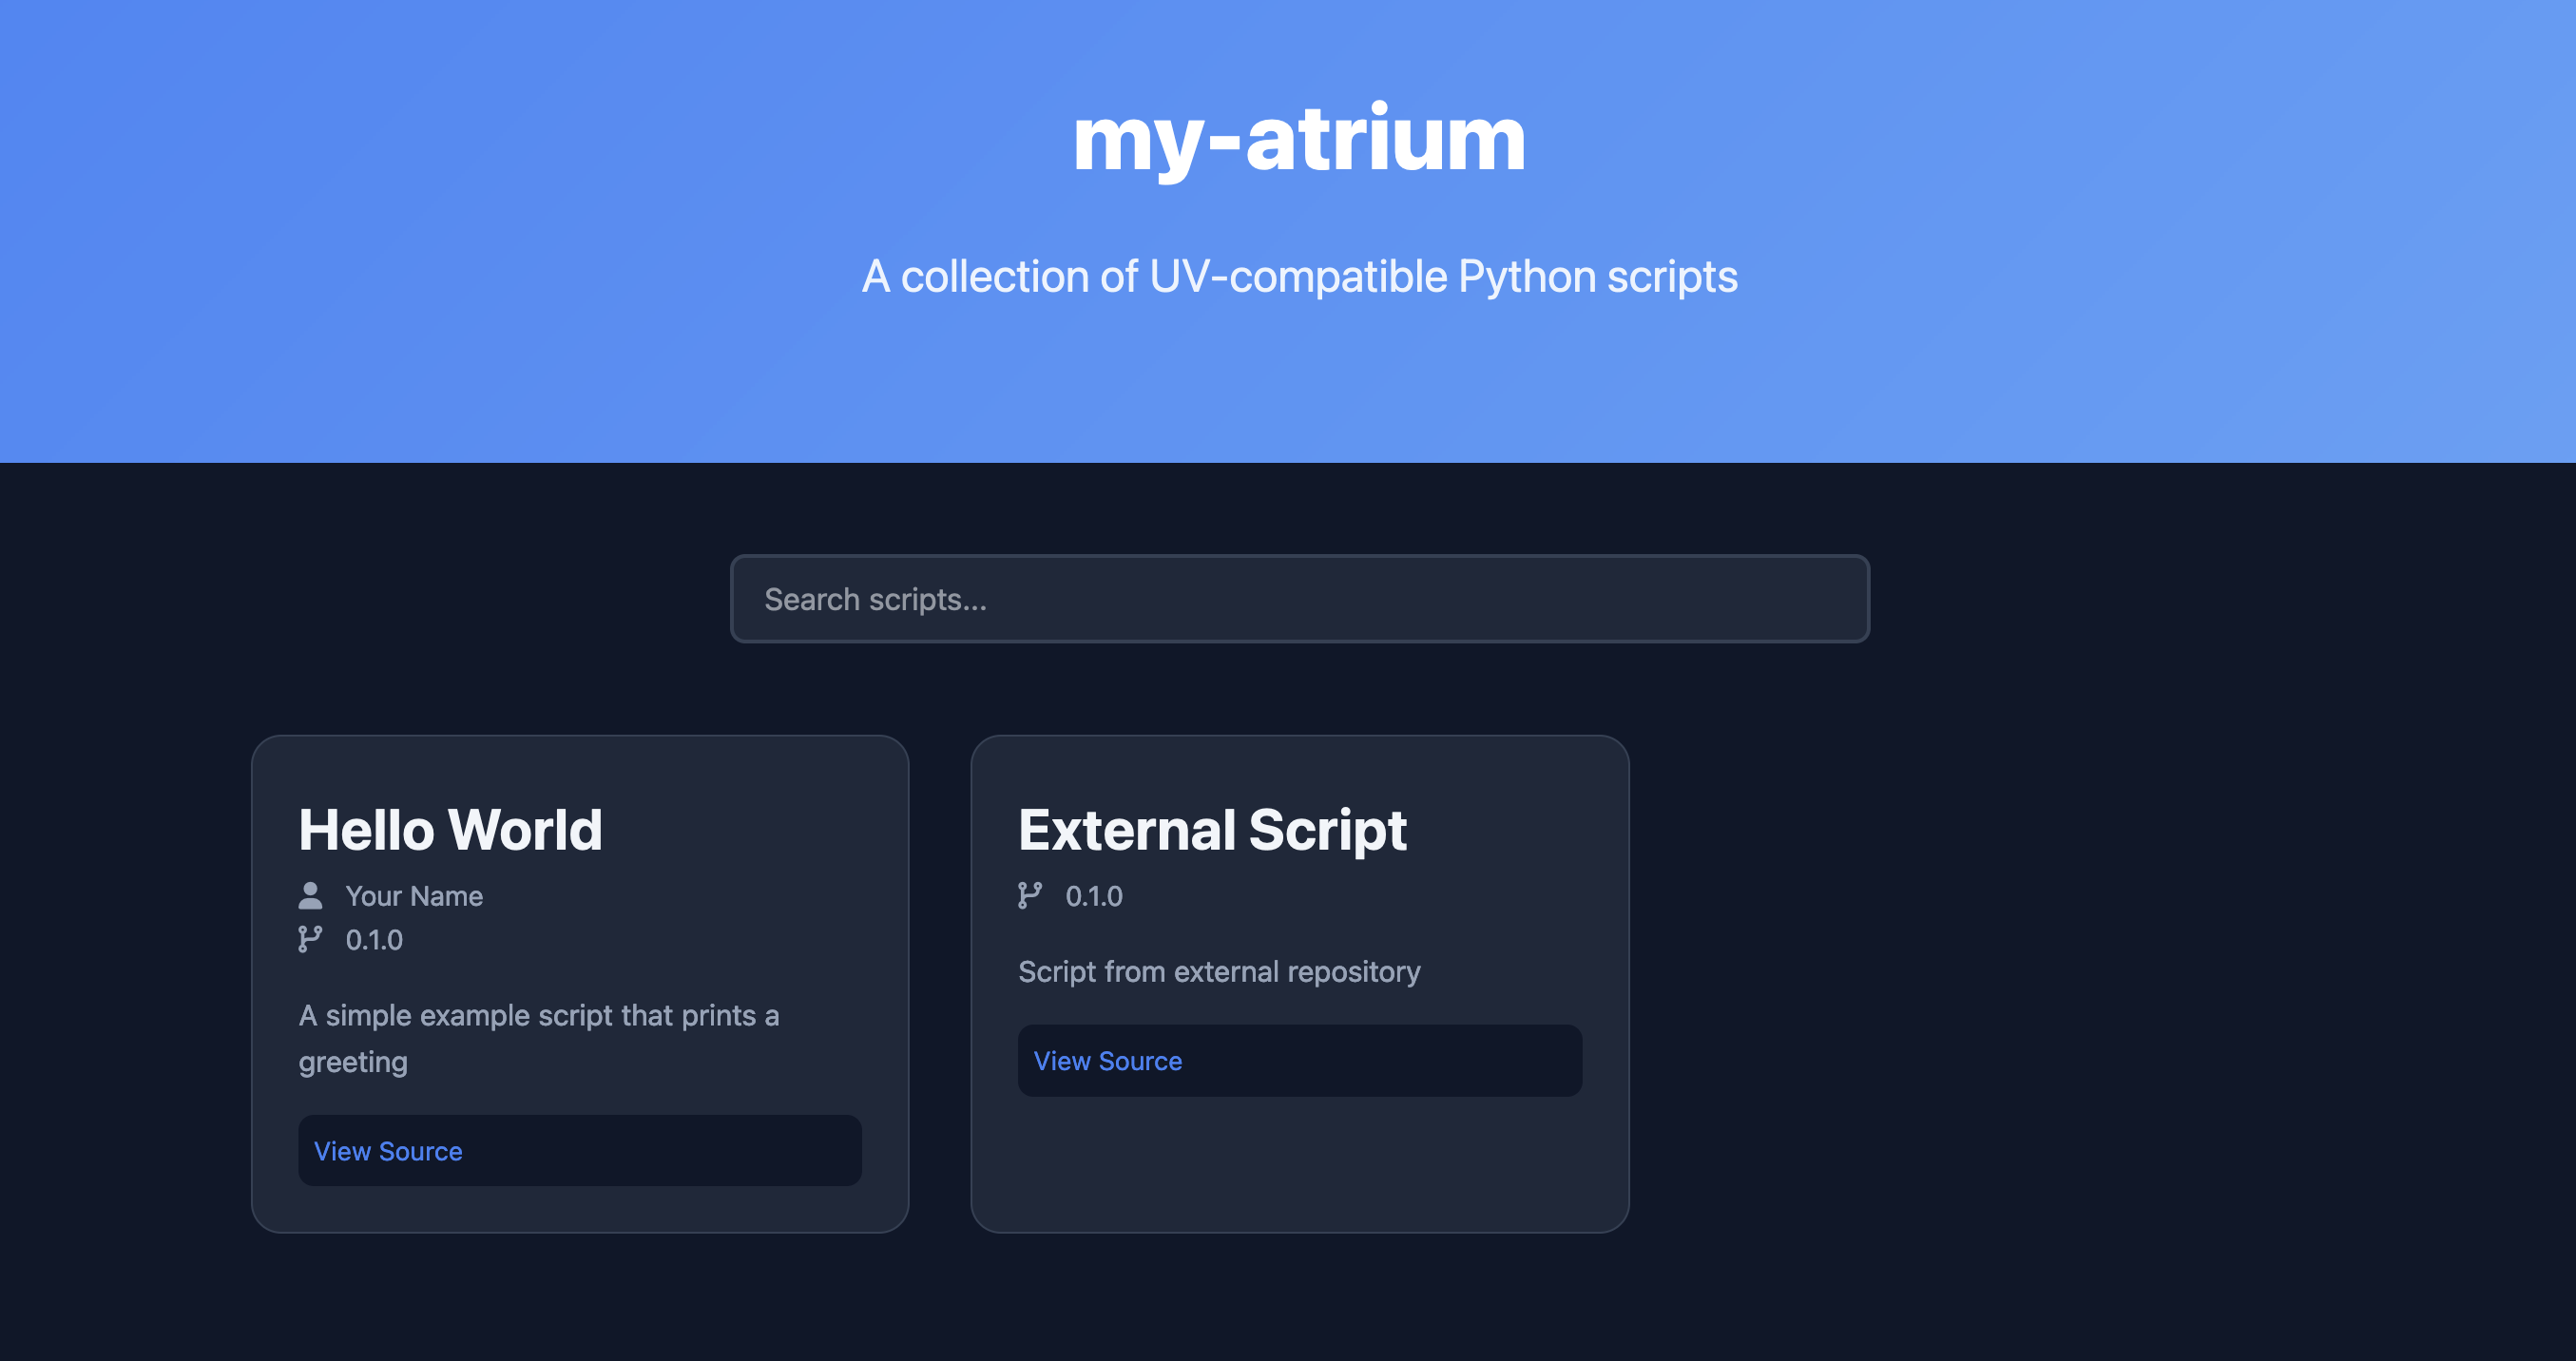 my-atrium
A collection of UV-compatible Python scripts
Search scripts...
Hello World
Your Name
0.1.0
A simple example script that prints a
greeting
View Source
External Script
0.1.0
Script from external repository
View Source